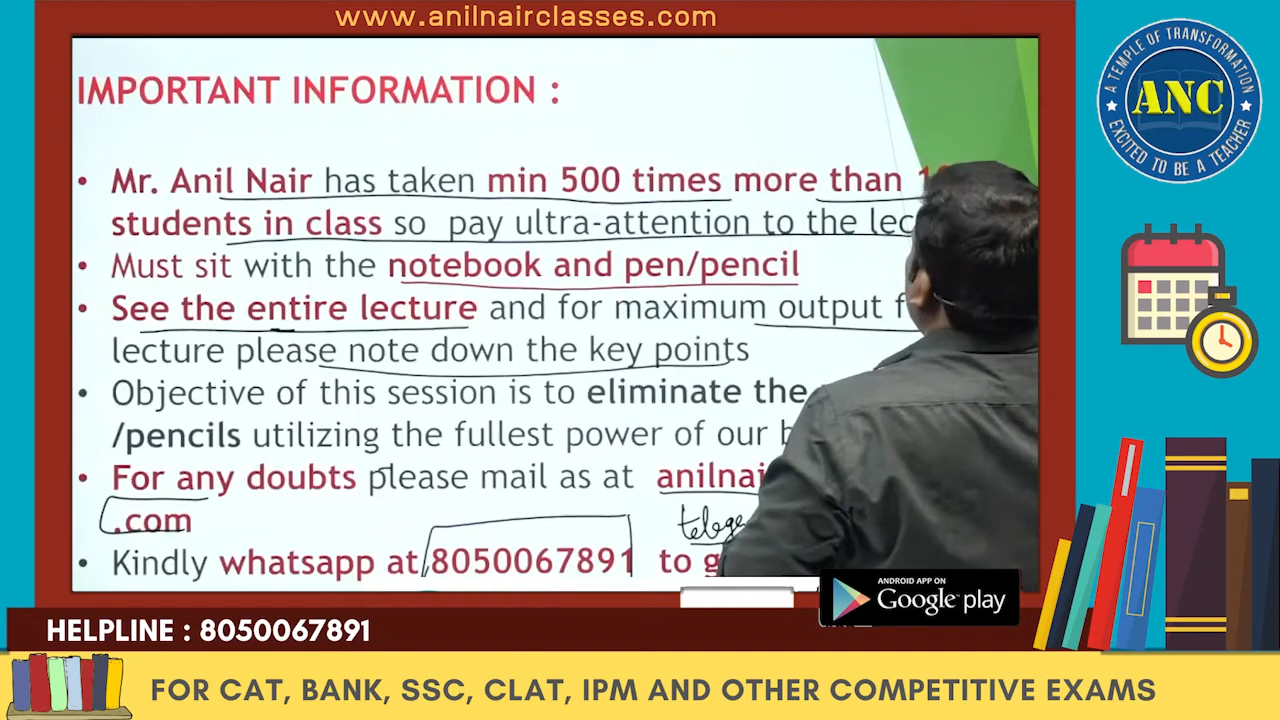 www.anilnairclasses.com
IMPORTANT INFORMATION :
A TEMPLE OF TRANSFORMATION
ANC
EXCITED TO BE A TEACHER
• Mr. Anil Nair has taken min 500 times more than
students in class so pay ultra-attention to the
• Must sit with the notebook and pen/pencil
• See the entire lecture and for maximum output
lecture please note down the key points
• Objective of this session is to eliminate the
/pencils utilizing the fullest power of our
• For any doubts please mail as at
.com
• Kindly whatsapp at 8050067891 to
ANDROID APP ON
Google play
HELPLINE : 8050067891
FOR CAT, BANK, SSC, CLAT, IPM AND OTHER COMPETITIVE EXAMS